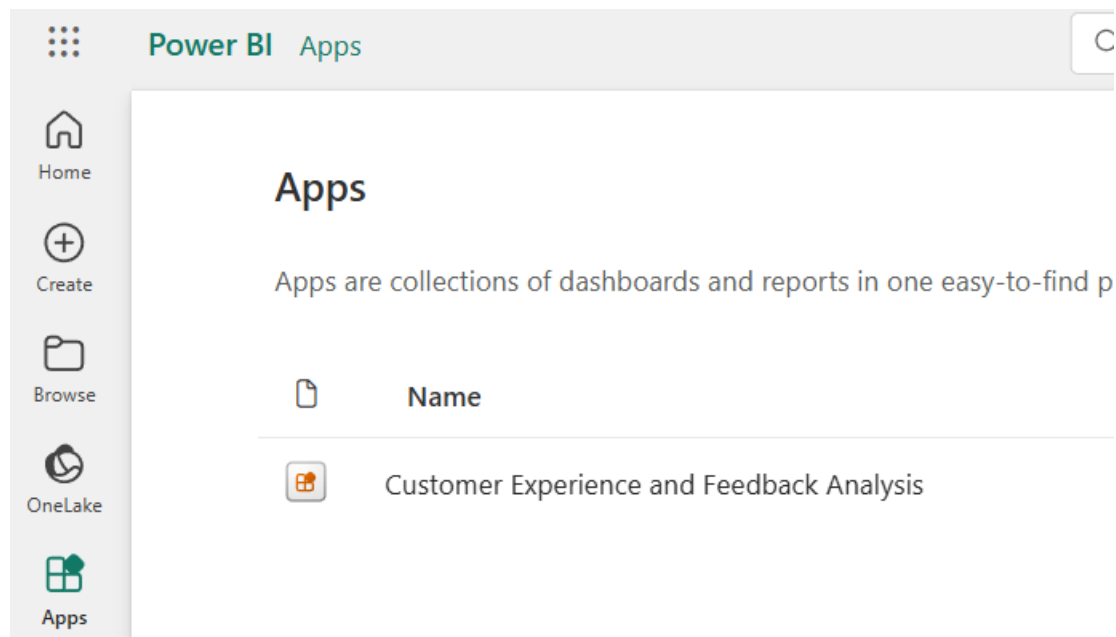 Power BI Apps
Home
Create
Browse
OneLake
Apps
Apps
Apps are collections of dashboards and reports in one easy-to-find
Name
Customer Experience and Feedback Analysis